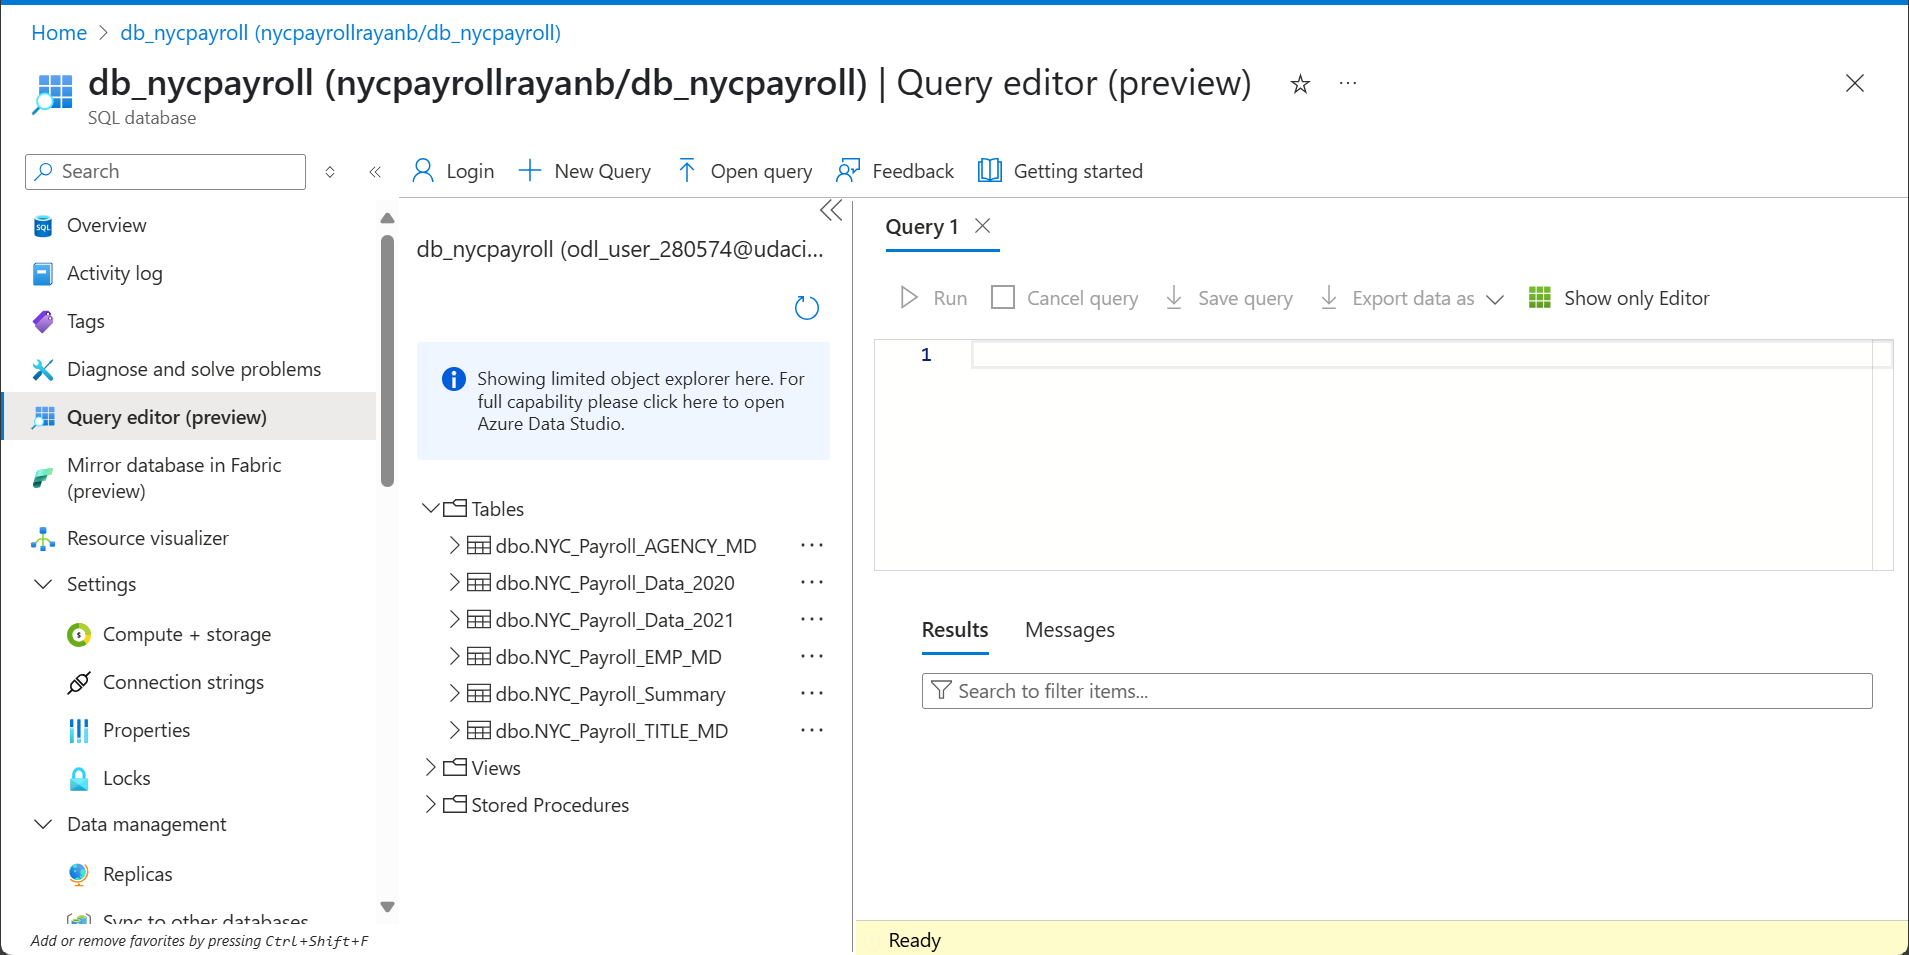 Home > db_nycpayroll (nycpayrollrayanb/db_nycpayroll)
db_nycpayroll (nycpayrollrayanb/db_nycpayroll) | Query editor (preview)
SQL database
Search
Login
New Query
Open query
Feedback
Getting started
Overview
Activity log
Tags
Diagnose and solve problems
Query editor (preview)
Mirror database in Fabric
(preview)
Resource visualizer
Settings
Compute + storage
Connection strings
Properties
Locks
Data management
Replicas
Sync to other databases
Add or remove favorites by pressing Ctrl+Shift+F
db_nycpayroll (odl_user_280574@udaci...
Showing limited object explorer here. For
full capability please click here to open
Azure Data Studio.
Tables
dbo.NYC_Payroll_AGENCY_MD
dbo.NYC_Payroll_Data_2020
dbo.NYC_Payroll_Data_2021
dbo.NYC_Payroll_EMP_MD
dbo.NYC_Payroll_Summary
dbo.NYC_Payroll_TITLE_MD
Views
Stored Procedures
Query 1
Run
Cancel query
Save query
Export data as
Show only Editor
1
Results
Messages
Search to filter items...
Ready